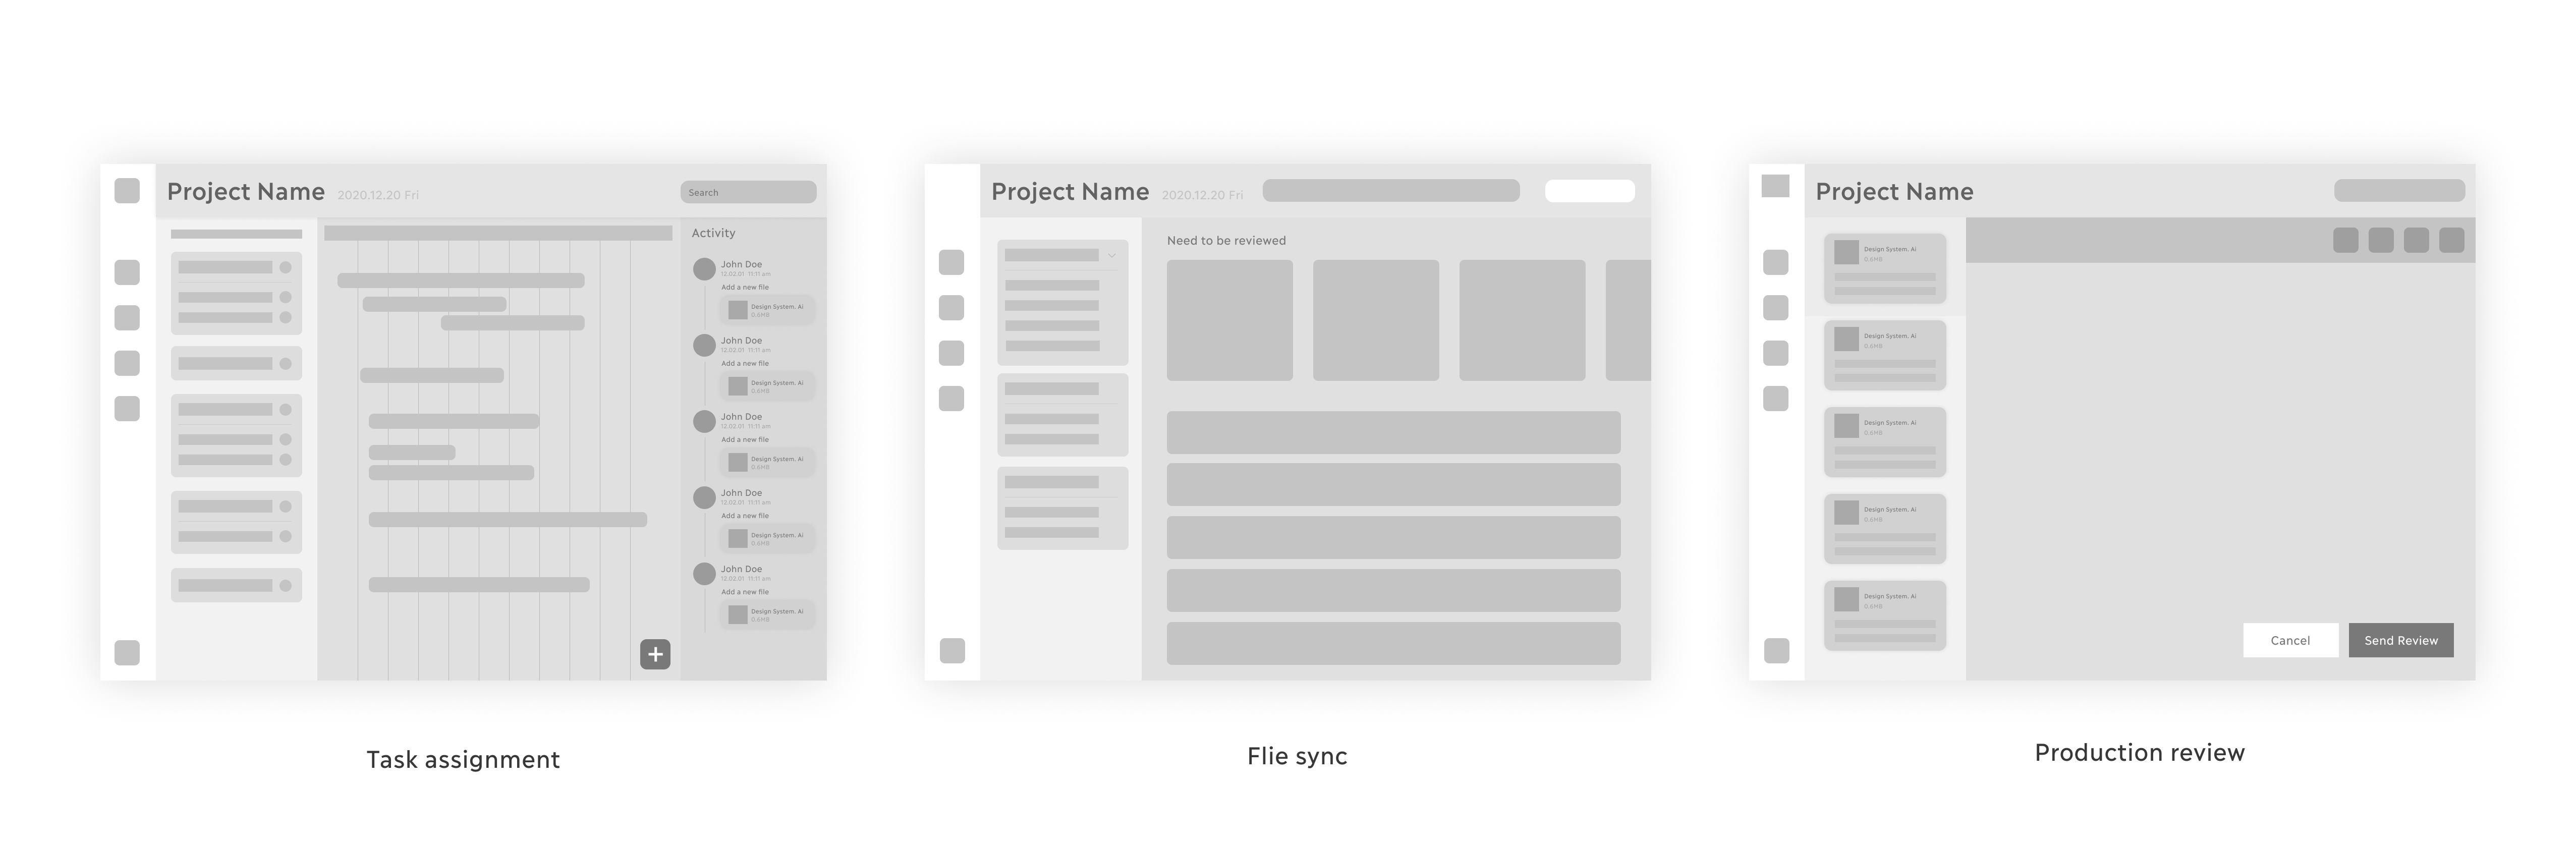 Project Name 2020.12.20 Fri
Search
Activity
John Doe
12.02.01 11:11 am
Add a new file
Design System. Ai
0.6MB
John Doe
12.02.01 11:11 am
Add a new file
Design System. Ai
0.6MB
John Doe
12.02.01 11:11 am
Add a new file
Design System. Ai
0.6MB
John Doe
12.02.01 11:11 am
Add a new file
Design System. Ai
0.6MB
John Doe
12.02.01 11:11 am
Add a new file
Design System. Ai
0.6MB
Task assignment
Project Name 2020.12.20 Fri
Need to be reviewed
Flie sync
Project Name
Design System. Ai
0.6MB
Design System. Ai
0.6MB
Design System. Ai
0.6MB
Design System. Ai
0.6MB
Design System. Ai
0.6MB
Cancel
Send Review
Production review